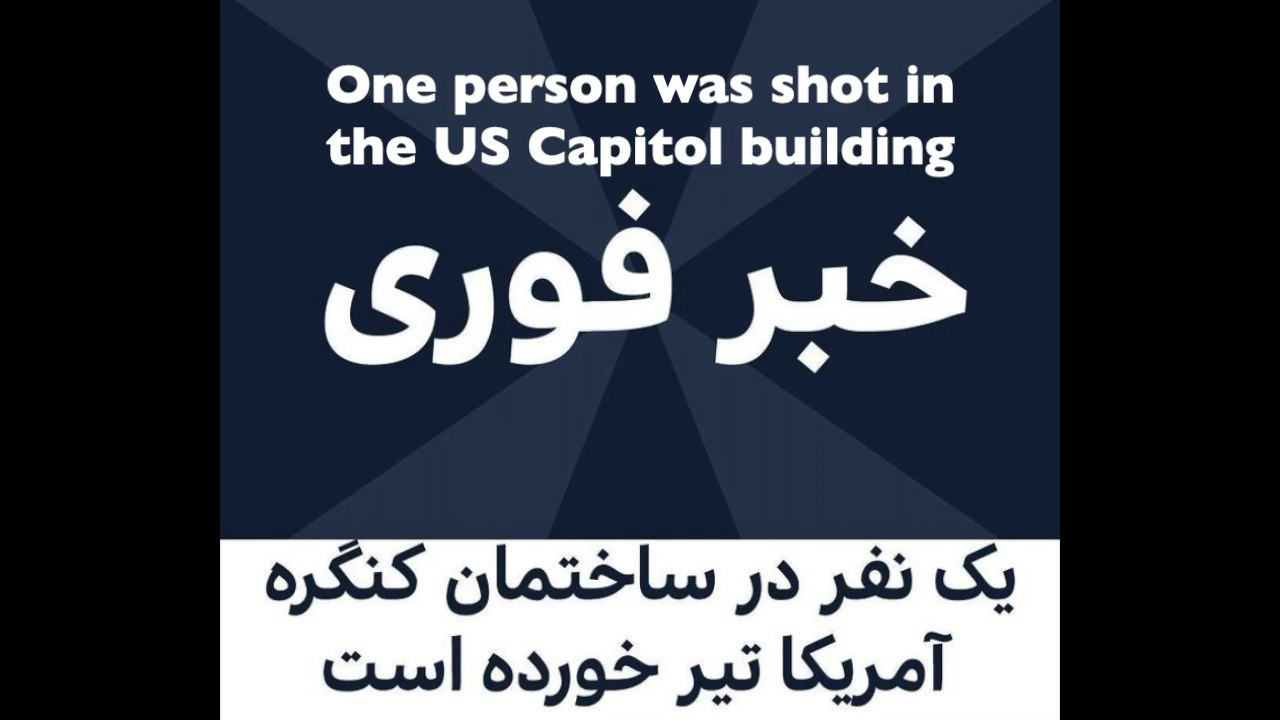 One person was shot in
the US Capitol building
خبر فوری
یک نفر در ساختمان کنگره
آمریکا تیر خورده است